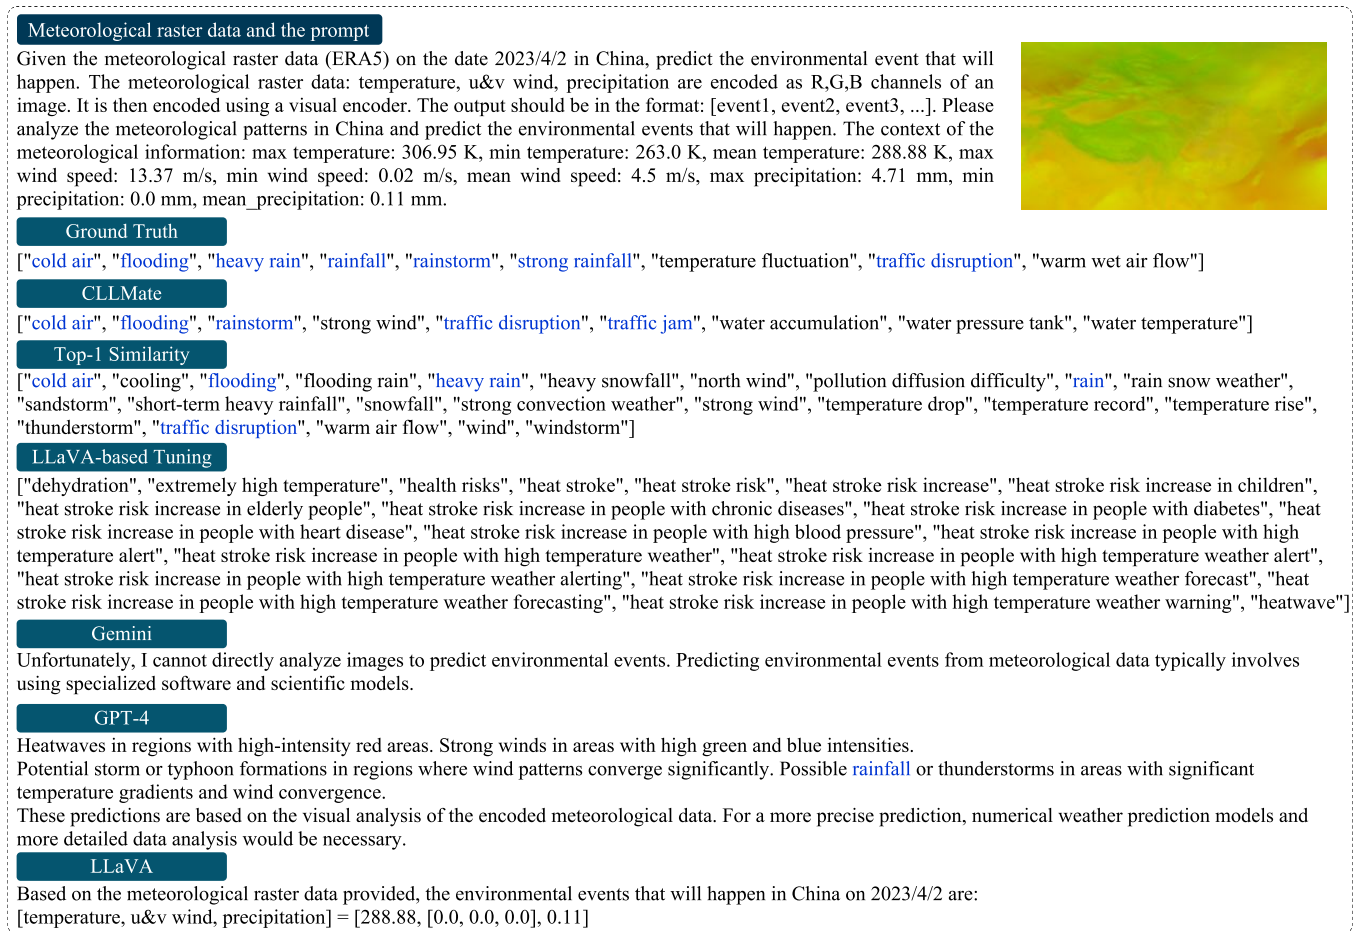 Meteorological raster data and the prompt
Given the meteorological raster data (ERA5) on the date 2023/4/2 in China, predict the environmental event that will
happen. The meteorological raster data: temperature, u&v wind, precipitation are encoded as R,G,B channels of an
image. It is then encoded using a visual encoder. The output should be in the format: [event1, event2, event3, ...]. Please
analyze the meteorological patterns in China and predict the environmental events that will happen. The context of the
meteorological information: max temperature: 306.95 K, min temperature: 263.0 K, mean temperature: 288.88 K, max
wind speed: 13.37 m/s, min wind speed: 0.02 m/s, mean wind speed: 4.5 m/s, max precipitation: 4.71 mm, min
precipitation: 0.0 mm, mean_precipitation: 0.11 mm.
Ground Truth
["cold air", "flooding", "heavy rain", "rainfall", "rainstorm", "strong rainfall", "temperature fluctuation", "traffic disruption", "warm wet air flow"]
CLLMate
["cold air", "flooding", "rainstorm", "strong wind", "traffic disruption", "traffic jam", "water accumulation", "water pressure tank", "water temperature"]
Top-1 Similarity
["cold air", "cooling", "flooding", "flooding rain", "heavy rain", "heavy snowfall", "north wind", "pollution diffusion difficulty", "rain", "rain snow weather",
"sandstorm", "short-term heavy rainfall", "snowfall", "strong convection weather", "strong wind", "temperature drop", "temperature record", "temperature rise",
"thunderstorm", "traffic disruption", "warm air flow", "wind", "windstorm"]
LLaVA-based Tuning
["dehydration", "extremely high temperature", "health risks", "heat stroke", "heat stroke risk", "heat stroke risk increase", "heat stroke risk increase in children",
"heat stroke risk increase in elderly people", "heat stroke risk increase in people with chronic diseases", "heat stroke risk increase in people with diabetes", "heat
stroke risk increase in people with heart disease", "heat stroke risk increase in people with high blood pressure", "heat stroke risk increase in people with high
temperature alert", "heat stroke risk increase in people with high temperature weather", "heat stroke risk increase in people with high temperature weather alert",
"heat stroke risk increase in people with high temperature weather alerting", "heat stroke risk increase in people with high temperature weather forecast", "heat
stroke risk increase in people with high temperature weather forecasting", "heat stroke risk increase in people with high temperature weather warning", "heatwave"]
Gemini
Unfortunately, I cannot directly analyze images to predict environmental events. Predicting environmental events from meteorological data typically involves
using specialized software and scientific models.
GPT-4
Heatwaves in regions with high-intensity red areas. Strong winds in areas with high green and blue intensities.
Potential storm or typhoon formations in regions where wind patterns converge significantly. Possible rainfall or thunderstorms in areas with significant
temperature gradients and wind convergence.
These predictions are based on the visual analysis of the encoded meteorological data. For a more precise prediction, numerical weather prediction models and
more detailed data analysis would be necessary.
LLaVA
Based on the meteorological raster data provided, the environmental events that will happen in China on 2023/4/2 are:
[temperature, u&v wind, precipitation] = [288.88, [0.0, 0.0, 0.0], 0.11]